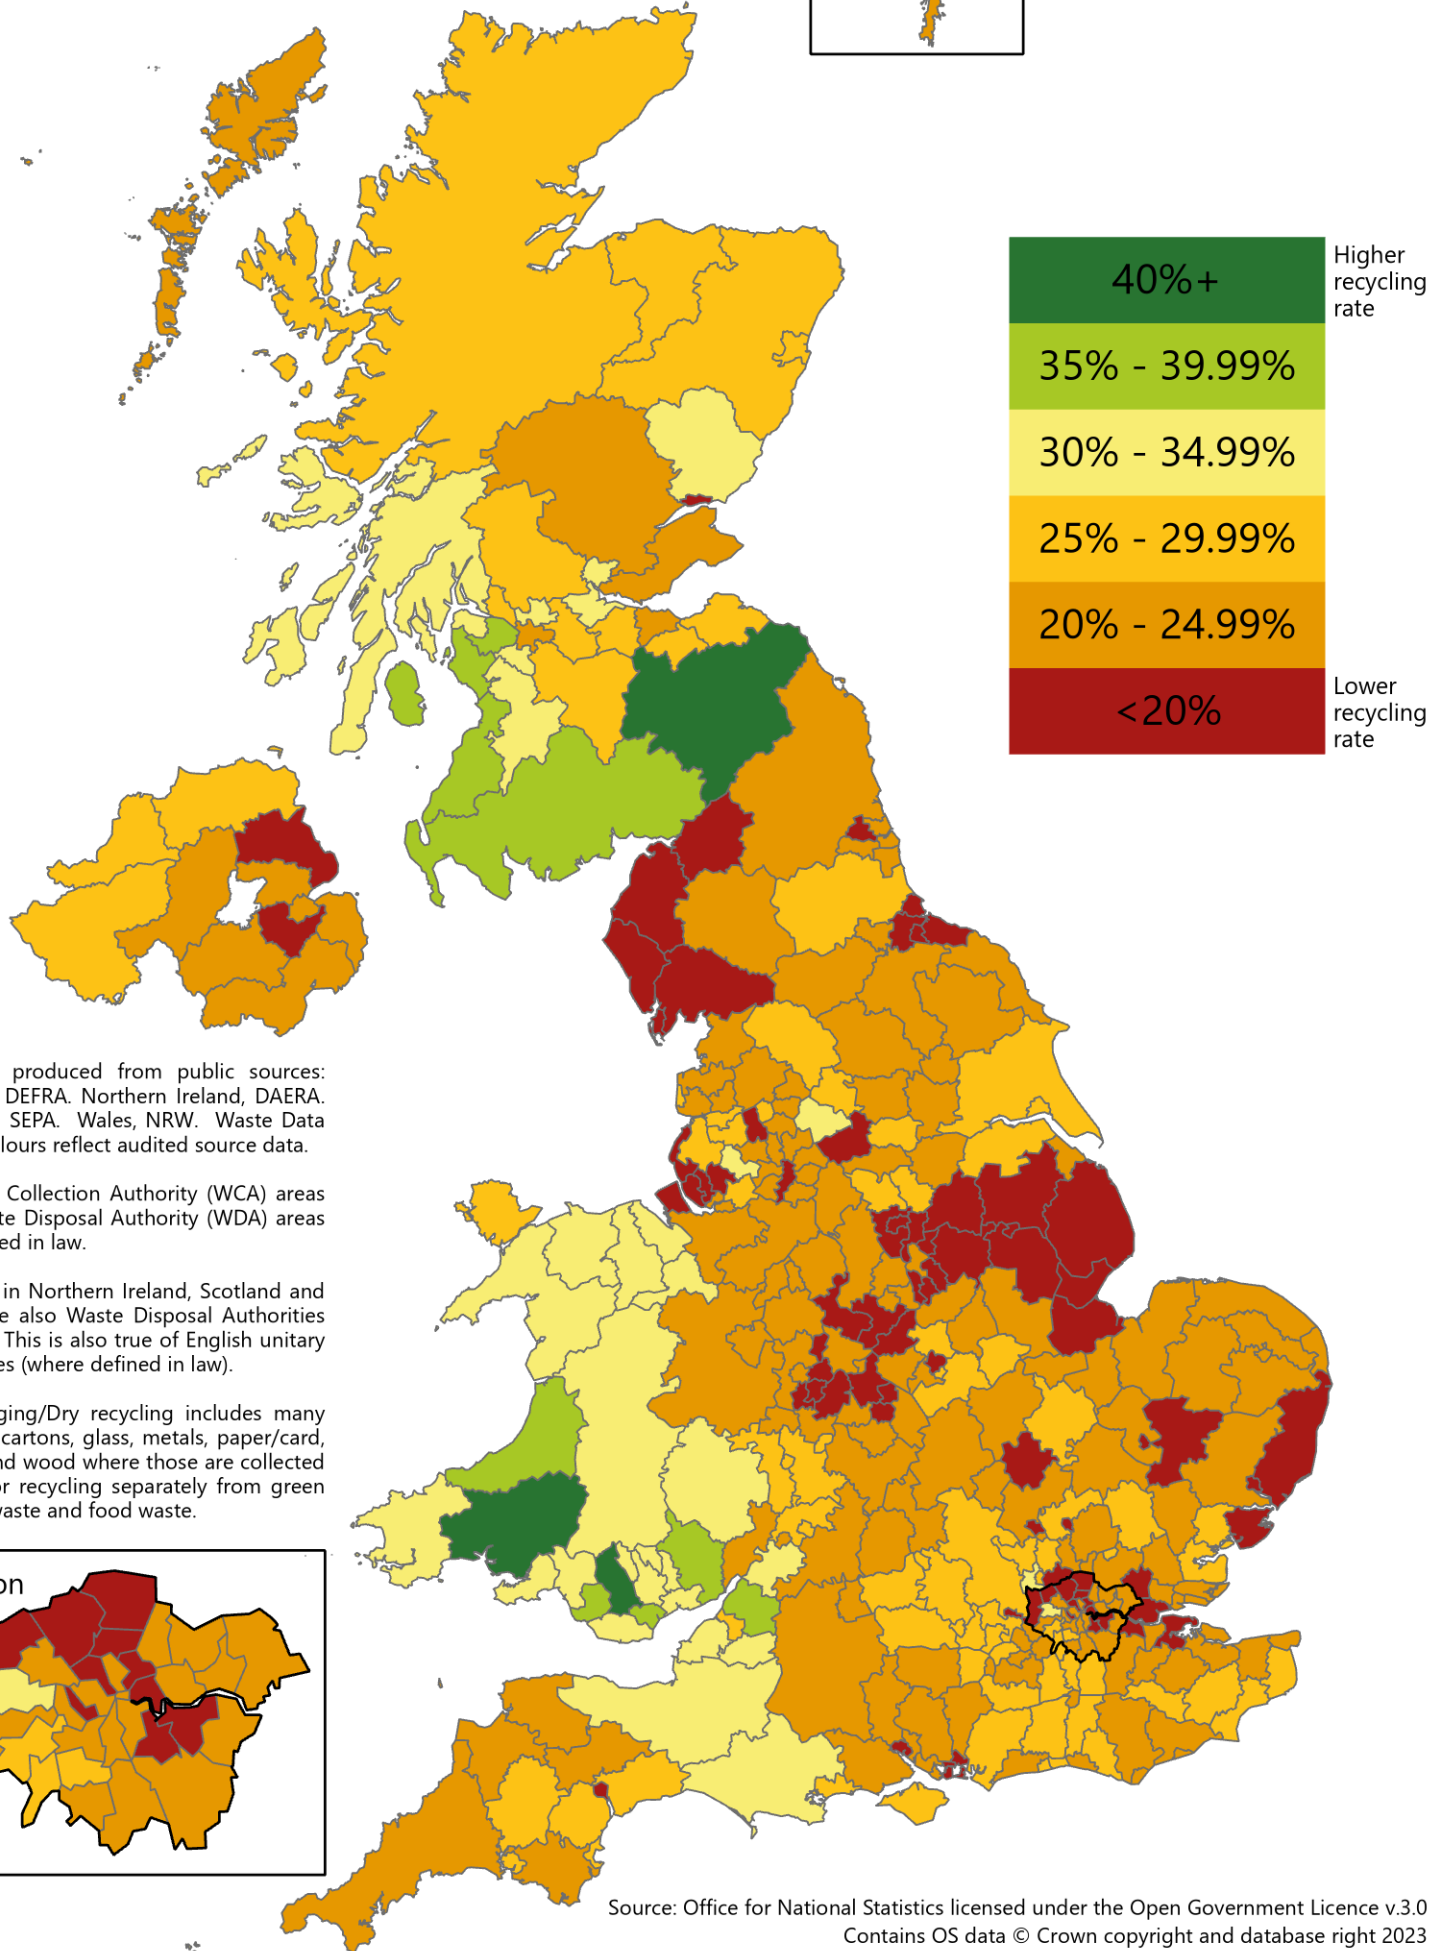 40%+
Higher
recycling
rate
35% - 39.99%
30% - 34.99%
25% - 29.99%
20% - 24.99%
<20%
Lower
recycling
rate
produced from public sources:
DEFRA. Northern Ireland, DAERA.
SEPA. Wales, NRW. Waste Data
lours reflect audited source data.
Collection Authority (WCA) areas
te Disposal Authority (WDA) areas
ed in law.
in Northern Ireland, Scotland and
e also Waste Disposal Authorities
This is also true of English unitary
es (where defined in law).
ging/Dry recycling includes many
cartons, glass, metals, paper/card,
nd wood where those are collected
or recycling separately from green
waste and food waste.
on
Source: Office for National Statistics licensed under the Open Government Licence v.3.0
Contains OS data © Crown copyright and database right 2023